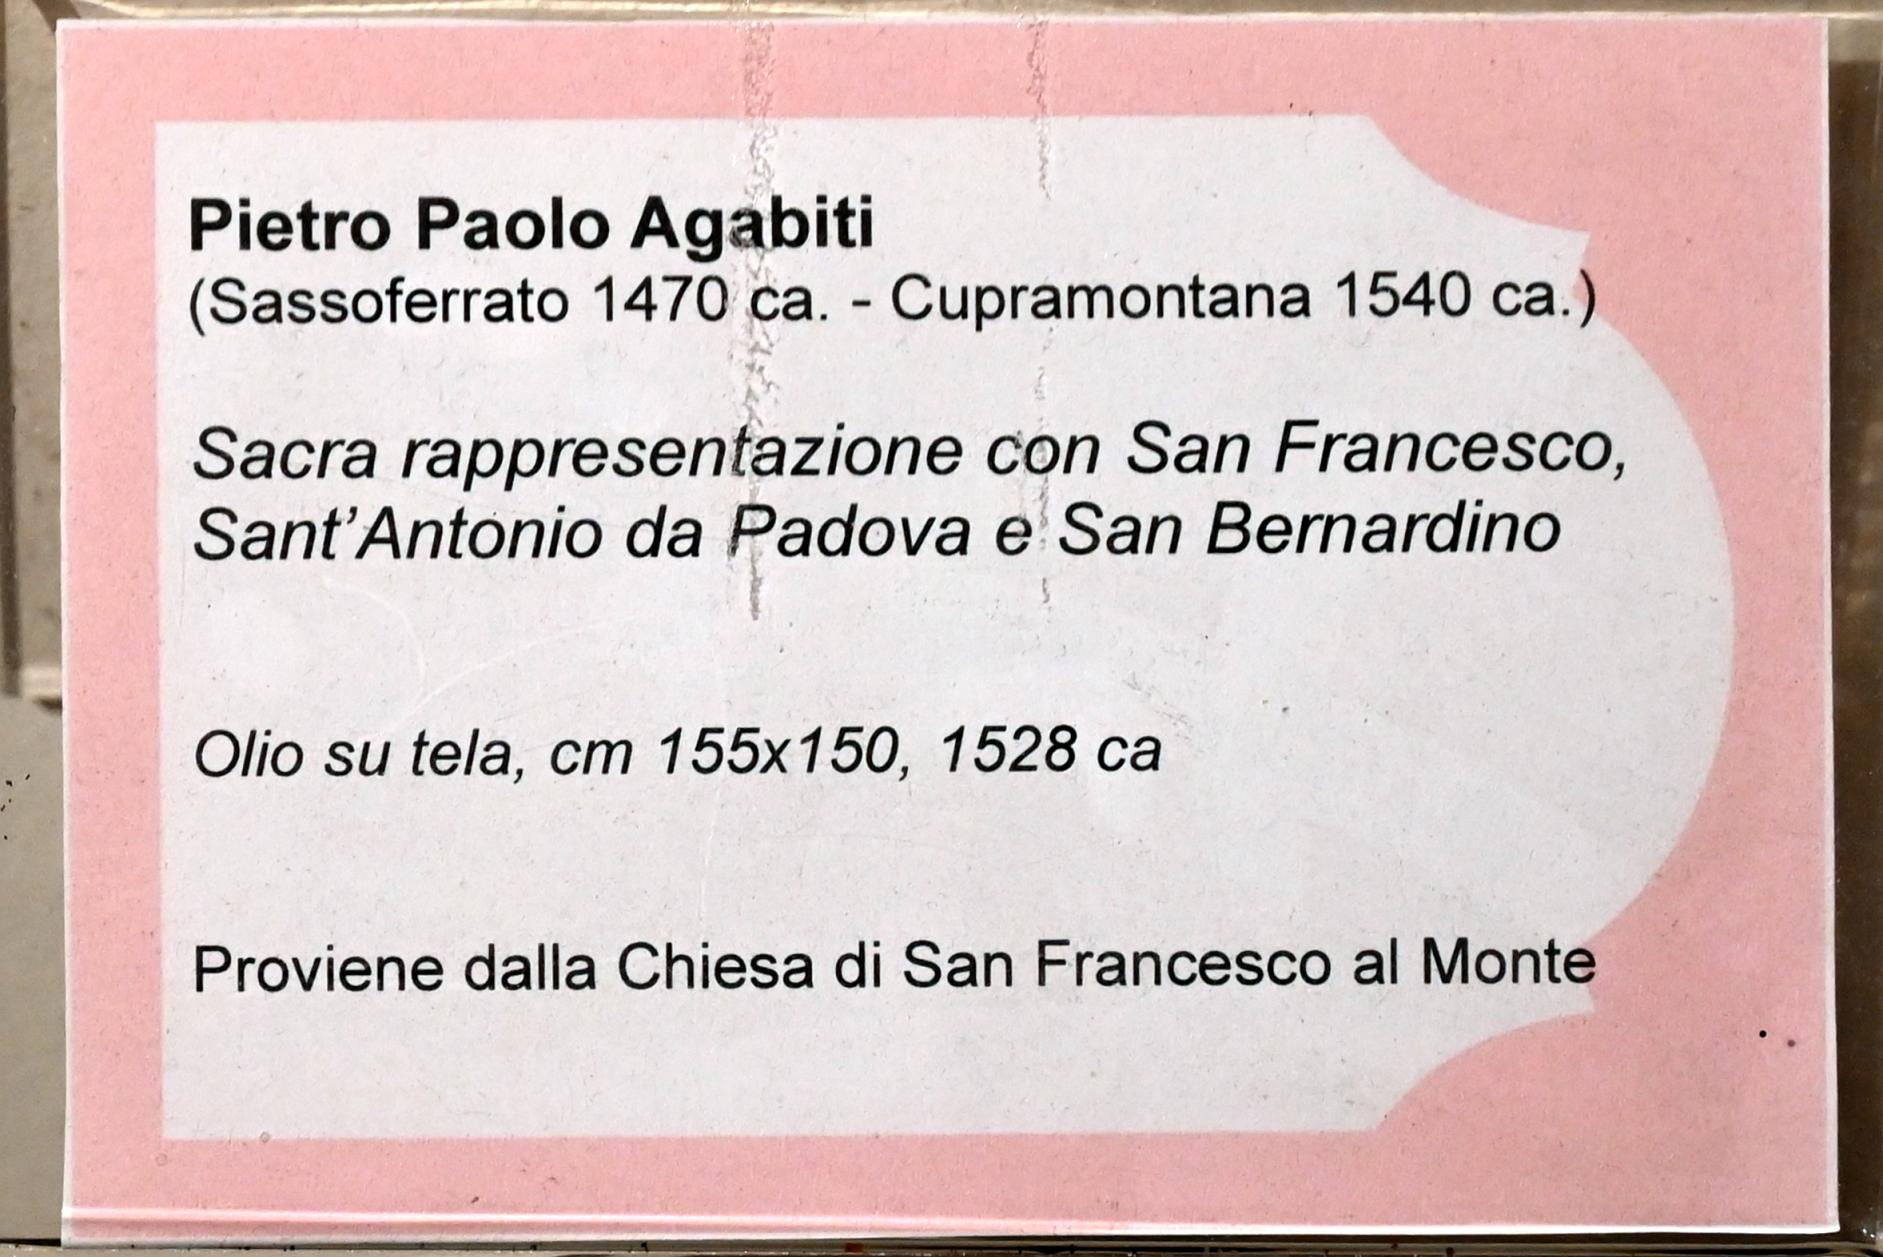 Pietro Paolo Agabiti
(Sassoferrato 1470 ca. - Cupramontana 1540 ca.)
Sacra rappresentazione con San Francesco,
Sant’Antonio da Padova e San Bernardino
Olio su tela, cm 155x150, 1528 ca
Proviene dalla Chiesa di San Francesco al Monte